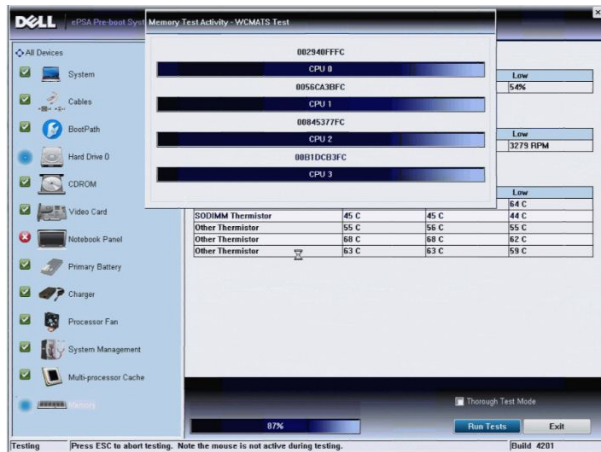 DELL
ePSA Pre-boot Syst
Memory Test Activity - WCMATS Test
002940FFFC
CPU 0
0056CA3BFC
CPU 1
00845377FC
CPU 2
00B1DCB3FC
CPU 3
All Devices
System
Cables
BootPath
Hard Drive 0
CDROM
Video Card
Notebook Panel
Primary Battery
Charger
Processor Fan
System Management
Multi-processor Cache
Memory
Low
54%
Low
3279 RPM
Low
64 C
SODIMM Thermistor 45 C 45 C 44 C
Other Thermistor 55 C 56 C 55 C
Other Thermistor 68 C 68 C 62 C
Other Thermistor 63 C 63 C 59 C
Thorough Test Mode
87%
Run Tests
Exit
Testing
Press ESC to abort testing. Note the mouse is not active during testing.
Build 4201